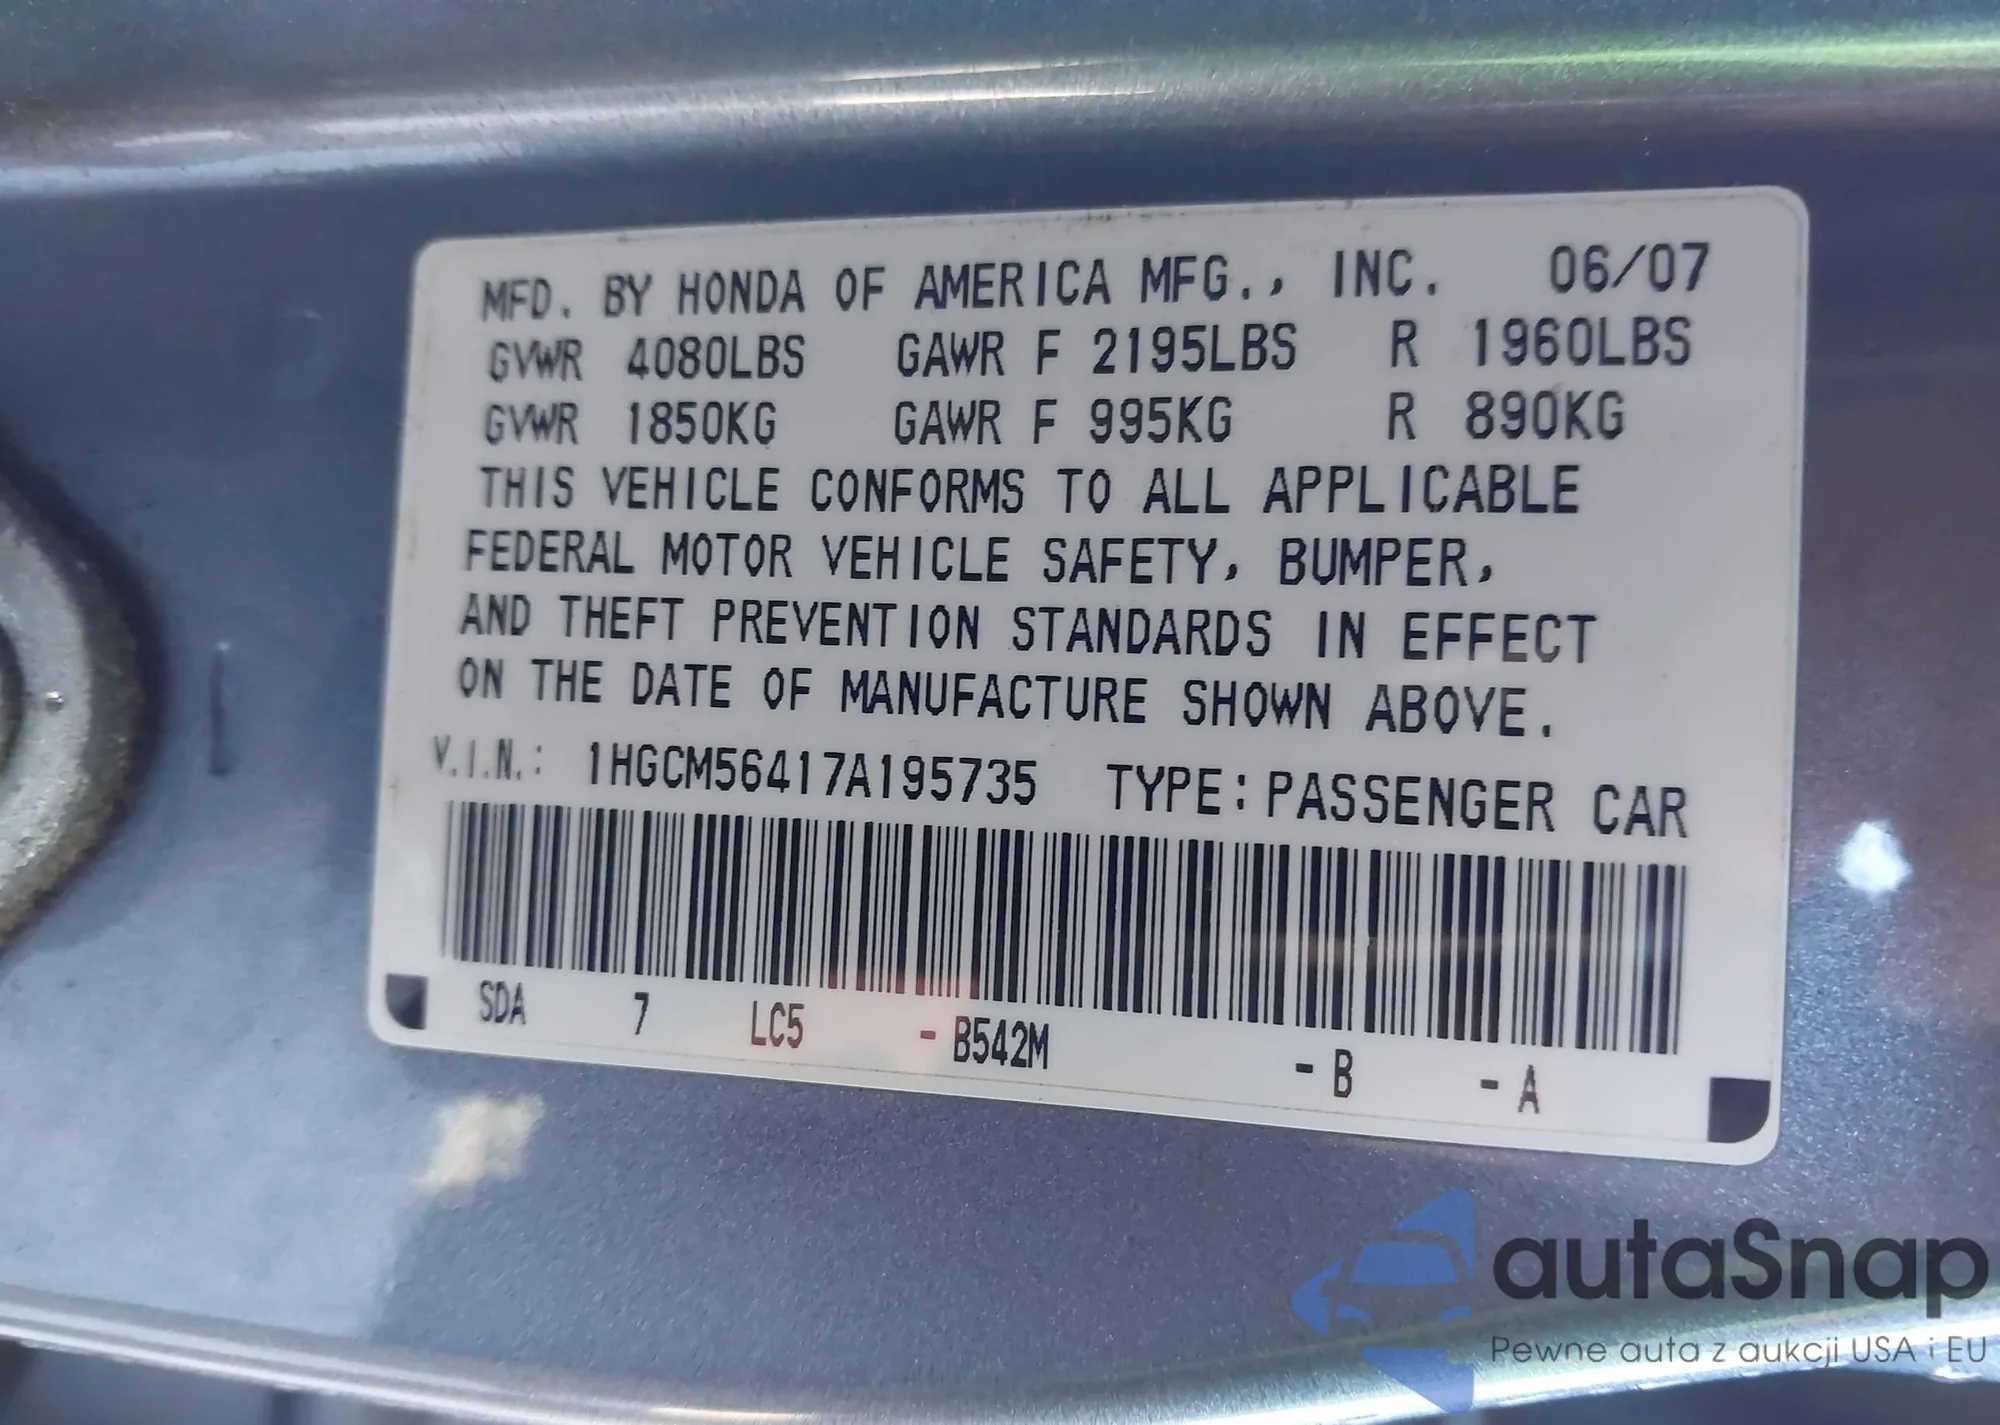 MFD. BY HONDA OF AMERICA MFG., INC. 06/07
GVWR 4080LBS GAWR F 2195LBS R 1960LBS
GVWR 1850KG GAWR F 995KG R 890KG
THIS VEHICLE CONFORMS TO ALL APPLICABLE
FEDERAL MOTOR VEHICLE SAFETY, BUMPER,
AND THEFT PREVENTION STANDARDS IN EFFECT
ON THE DATE OF MANUFACTURE SHOWN ABOVE.
V.I.N.: 1HGCM56417A195735 TYPE: PASSENGER CAR
SDA 7 LC5 - B542M - B - A
autaSnap
Pewne auta z aukcji USA i EU